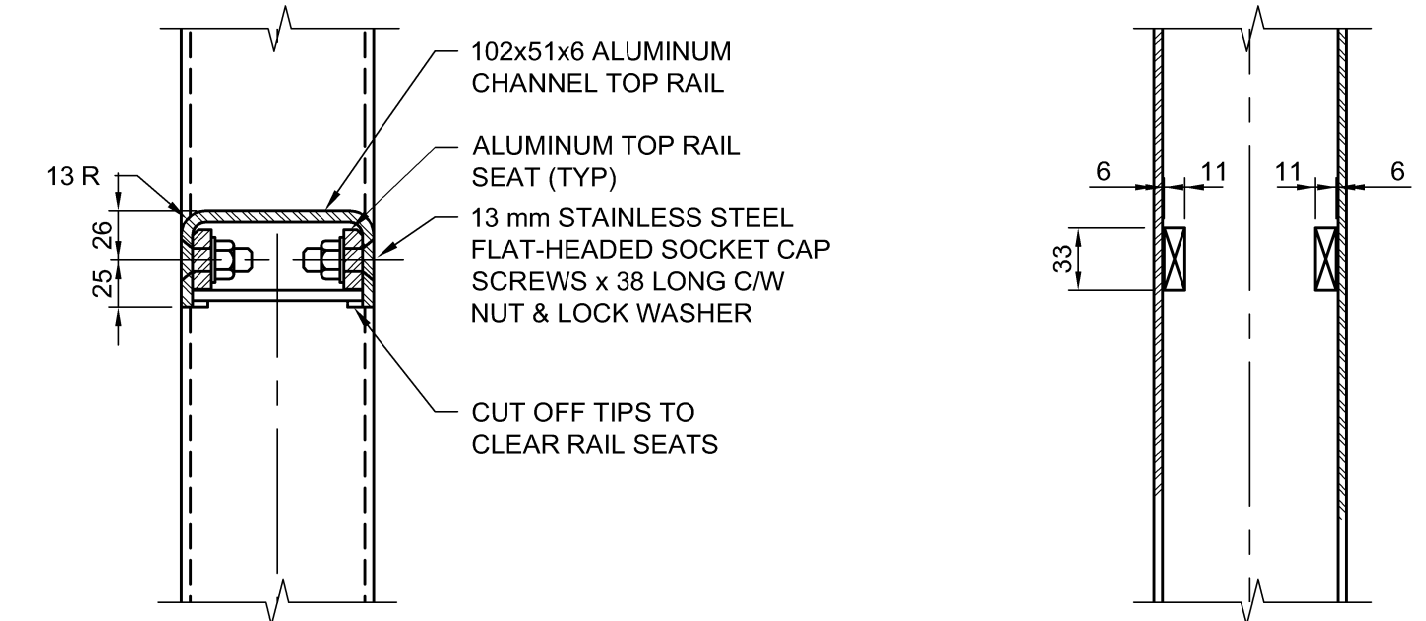 102x51x6 ALUMINUM
CHANNEL TOP RAIL
ALUMINUM TOP RAIL
SEAT (TYP)
13 R
13 mm STAINLESS STEEL
FLAT-HEADED SOCKET CAP
SCREWS x 38 LONG C/W
NUT & LOCK WASHER
26
25
CUT OFF TIPS TO
CLEAR RAIL SEATS
6
11
11
6
33